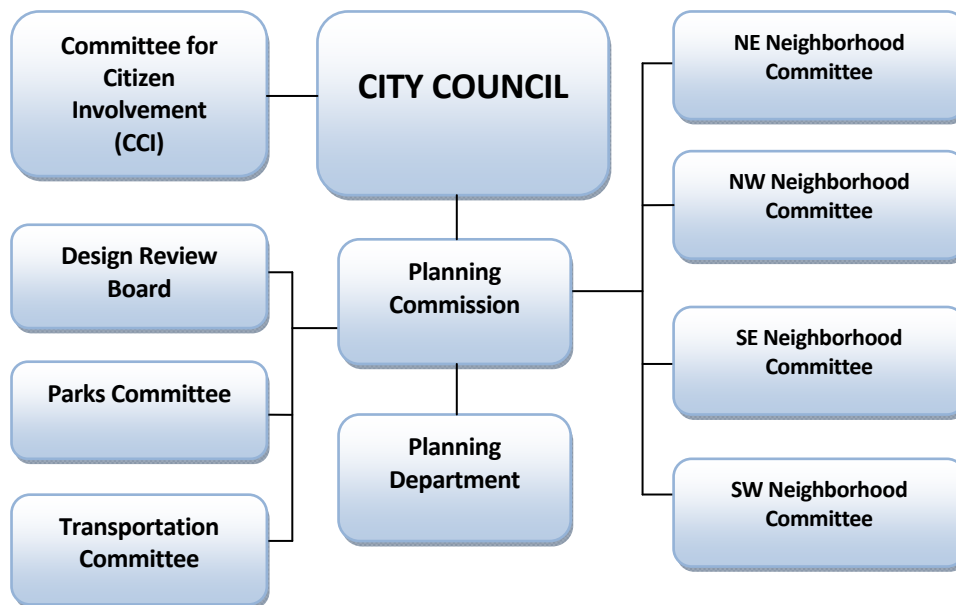 Committee for
Citizen
Involvement
(CCI)
CITY COUNCIL
NE Neighborhood
Committee
NW Neighborhood
Committee
Design Review
Board
Planning
Commission
SE Neighborhood
Committee
Parks Committee
Planning
Department
SW Neighborhood
Committee
Transportation
Committee